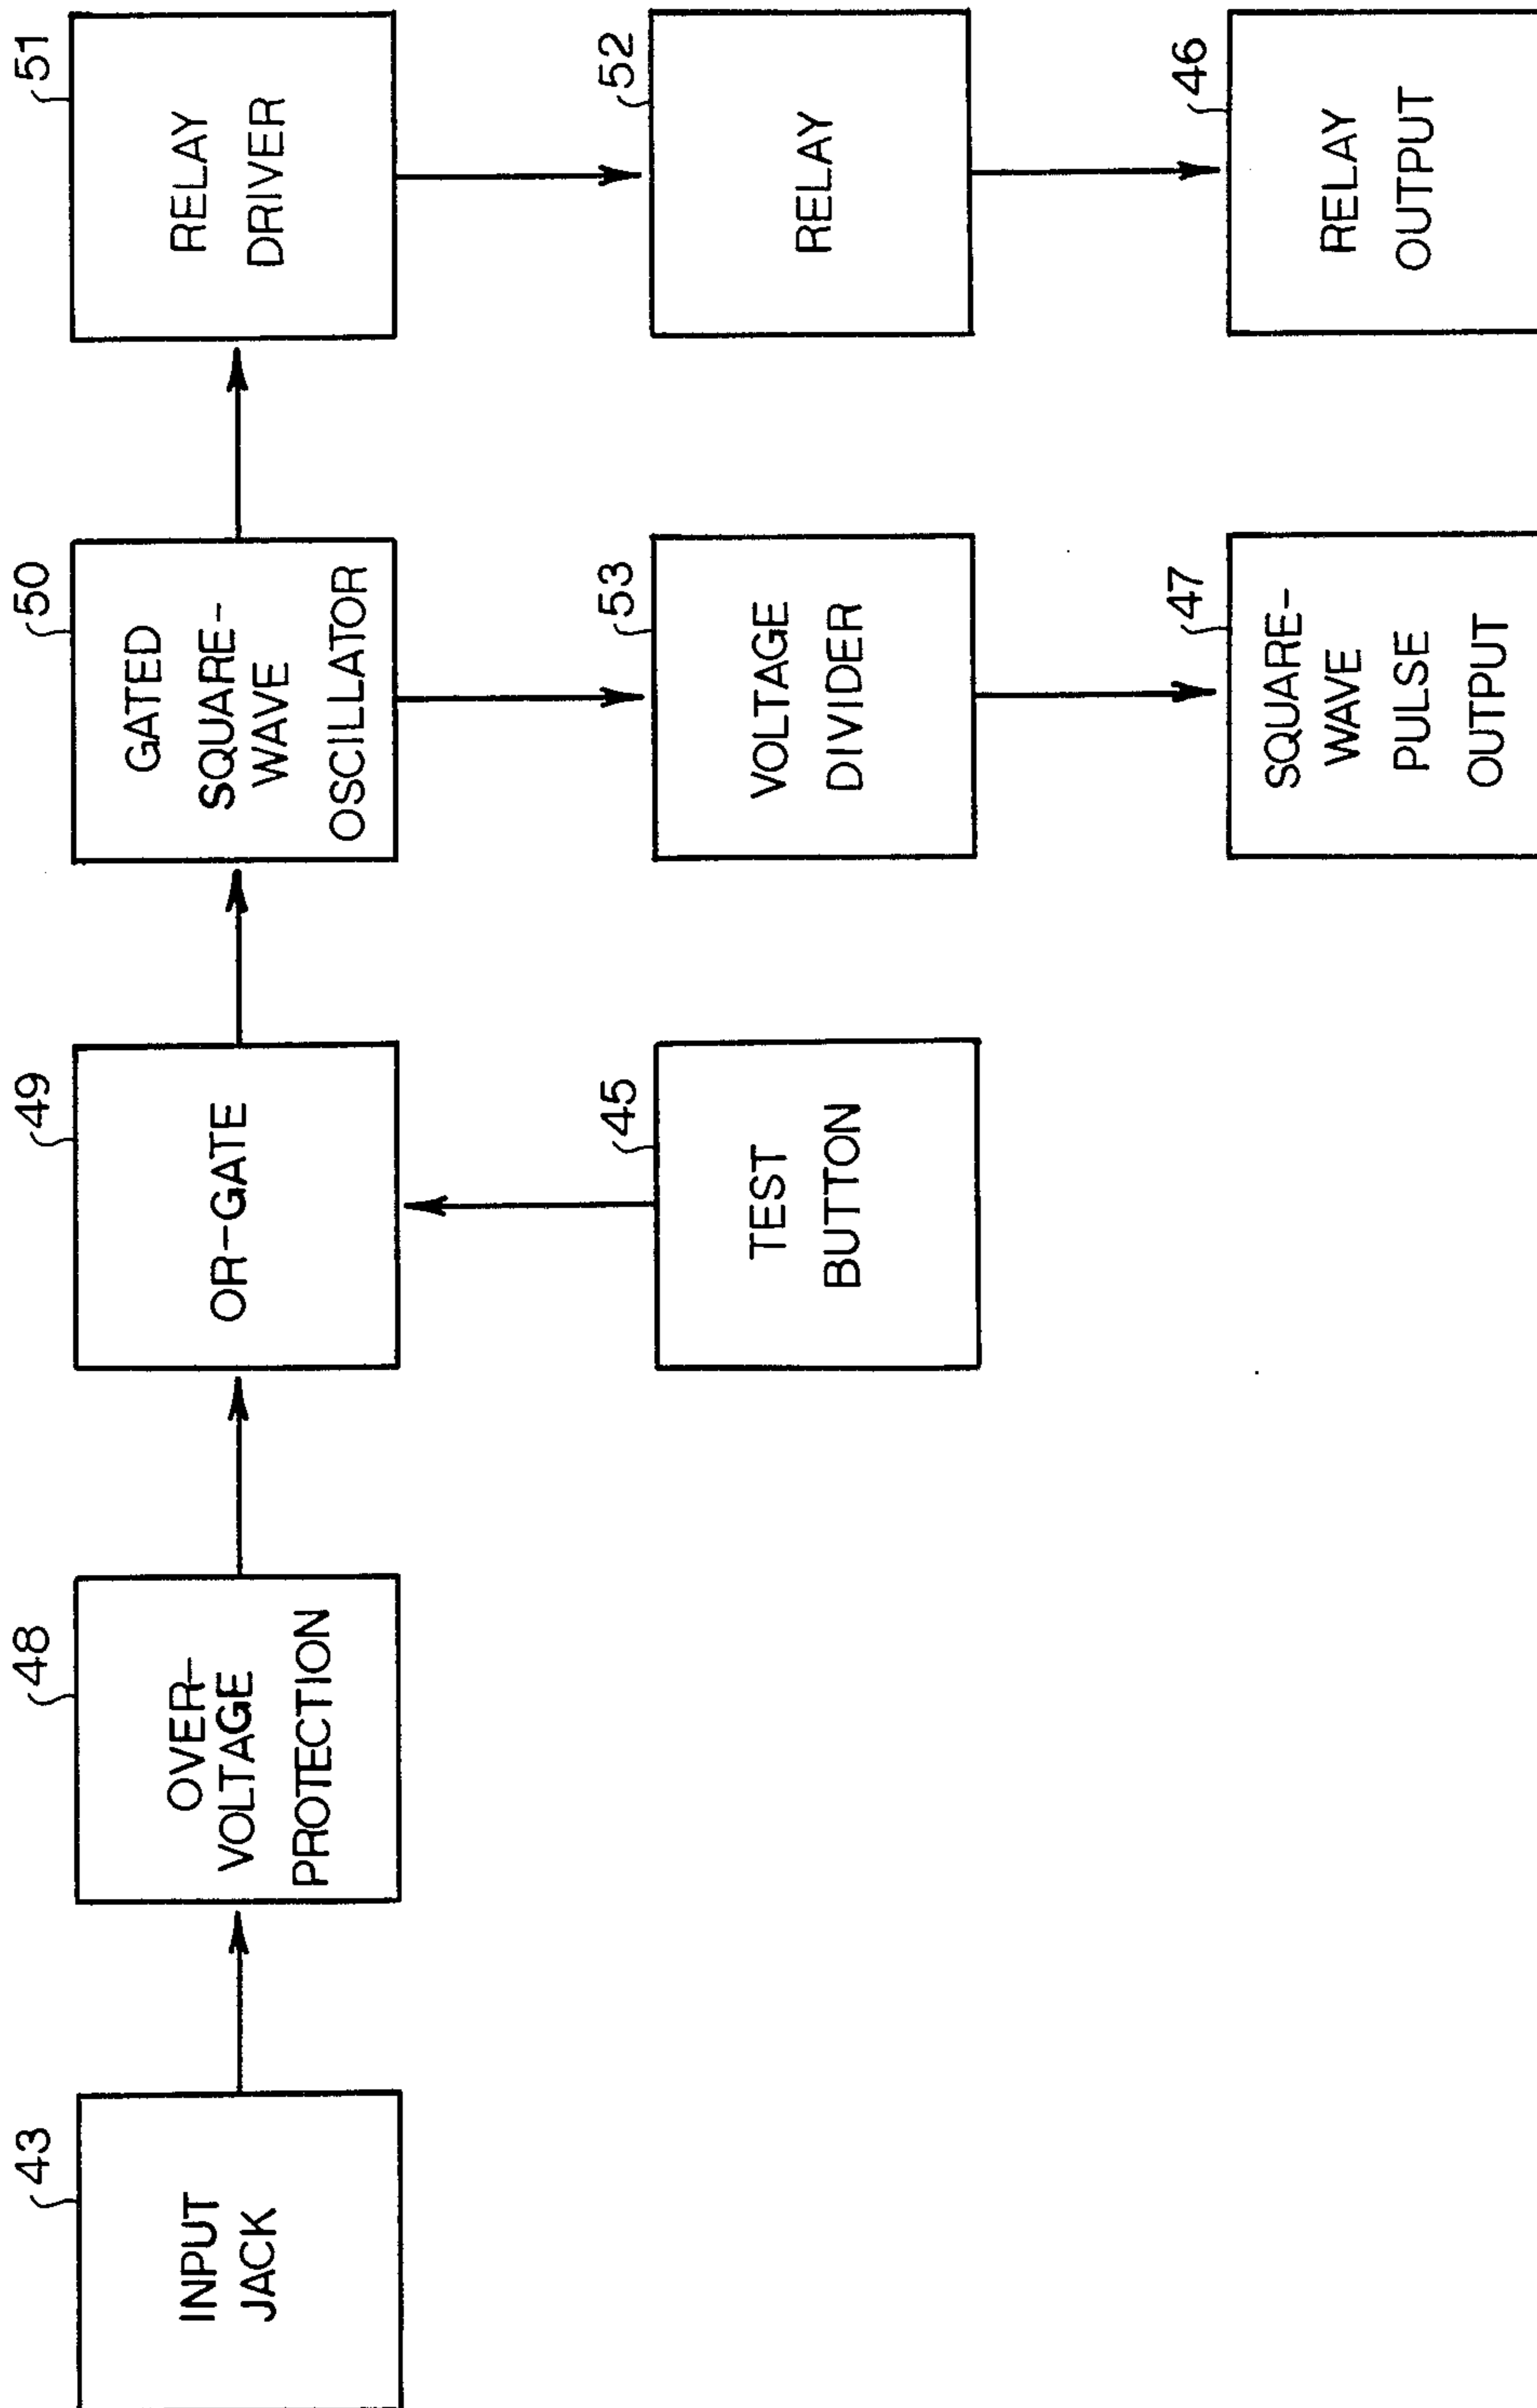 43
INPUT
JACK
48
OVER-
VOLTAGE
PROTECTION
49
OR-GATE
50
GATED
SQUARE-
WAVE
OSCILLATOR
51
RELAY
DRIVER
45
TEST
BUTTON
53
VOLTAGE
DIVIDER
52
RELAY
47
SQUARE-
WAVE
PULSE
OUTPUT
46
RELAY
OUTPUT